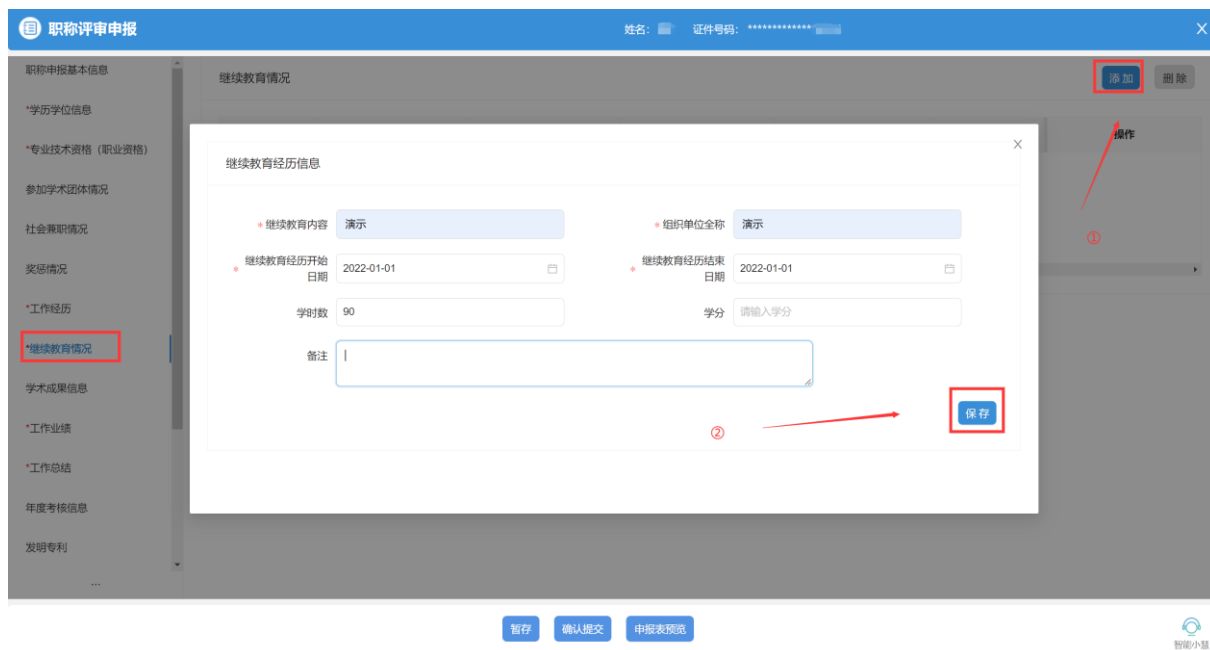 职称评审申报
姓名： 证件号码：*************
X
职称申报基本信息
*学历学位信息
*专业技术资格（职业资格）
参加学术团体情况
社会兼职情况
奖惩情况
*工作经历
*继续教育情况
学术成果信息
*工作业绩
*工作总结
年度考核信息
发明专利
...
继续教育情况
添加
删除
操作
①
继续教育经历信息
X
*继续教育内容 演示
*组织单位全称 演示
*继续教育经历开始
日期 2022-01-01
*继续教育经历结束
日期 2022-01-01
学时数 90
学分 请输入学分
备注
②
保存
暂存
确认提交
申报表预览
智能小慧